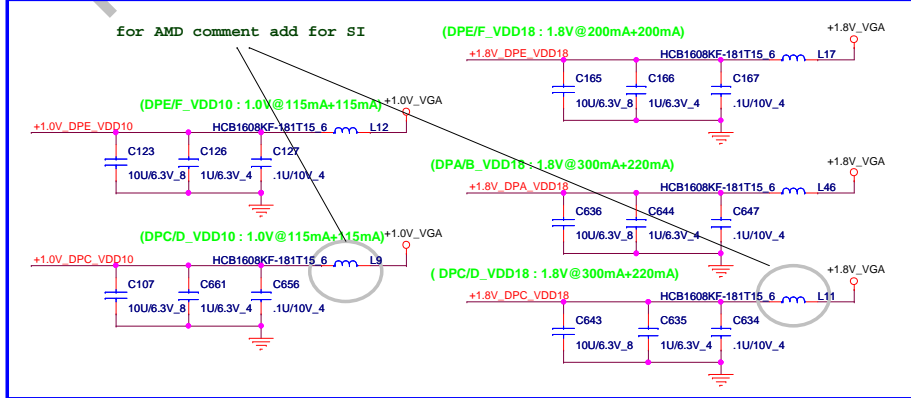 for AMD comment add for SI
(DPE/F_VDD10 : 1.0V@115mA+115mA)
+1.0V_VGA
+1.0V_DPE_VDD10
HCB1608KF-181T15_6
L12
C123
C126
C127
10U/6.3V_8
1U/6.3V_4
.1U/10V_4
(DPC/D_VDD10 : 1.0V@115mA+115mA)
+1.0V_VGA
+1.0V_DPC_VDD10
HCB1608KF-181T15_6
L9
C107
C661
C656
10U/6.3V_8
1U/6.3V_4
.1U/10V_4
(DPE/F_VDD18 : 1.8V@200mA+200mA)
+1.8V_VGA
+1.8V_DPE_VDD18
HCB1608KF-181T15_6
L17
C165
C166
C167
10U/6.3V_8
1U/6.3V_4
.1U/10V_4
(DPA/B_VDD18 : 1.8V@300mA+220mA)
+1.8V_VGA
+1.8V_DPA_VDD18
HCB1608KF-181T15_6
L46
C636
C644
C647
10U/6.3V_8
1U/6.3V_4
.1U/10V_4
( DPC/D_VDD18 : 1.8V@300mA+220mA)
+1.8V_VGA
+1.8V_DPC_VDD18
HCB1608KF-181T15_6
L11
C643
C635
C634
10U/6.3V_8
1U/6.3V_4
.1U/10V_4